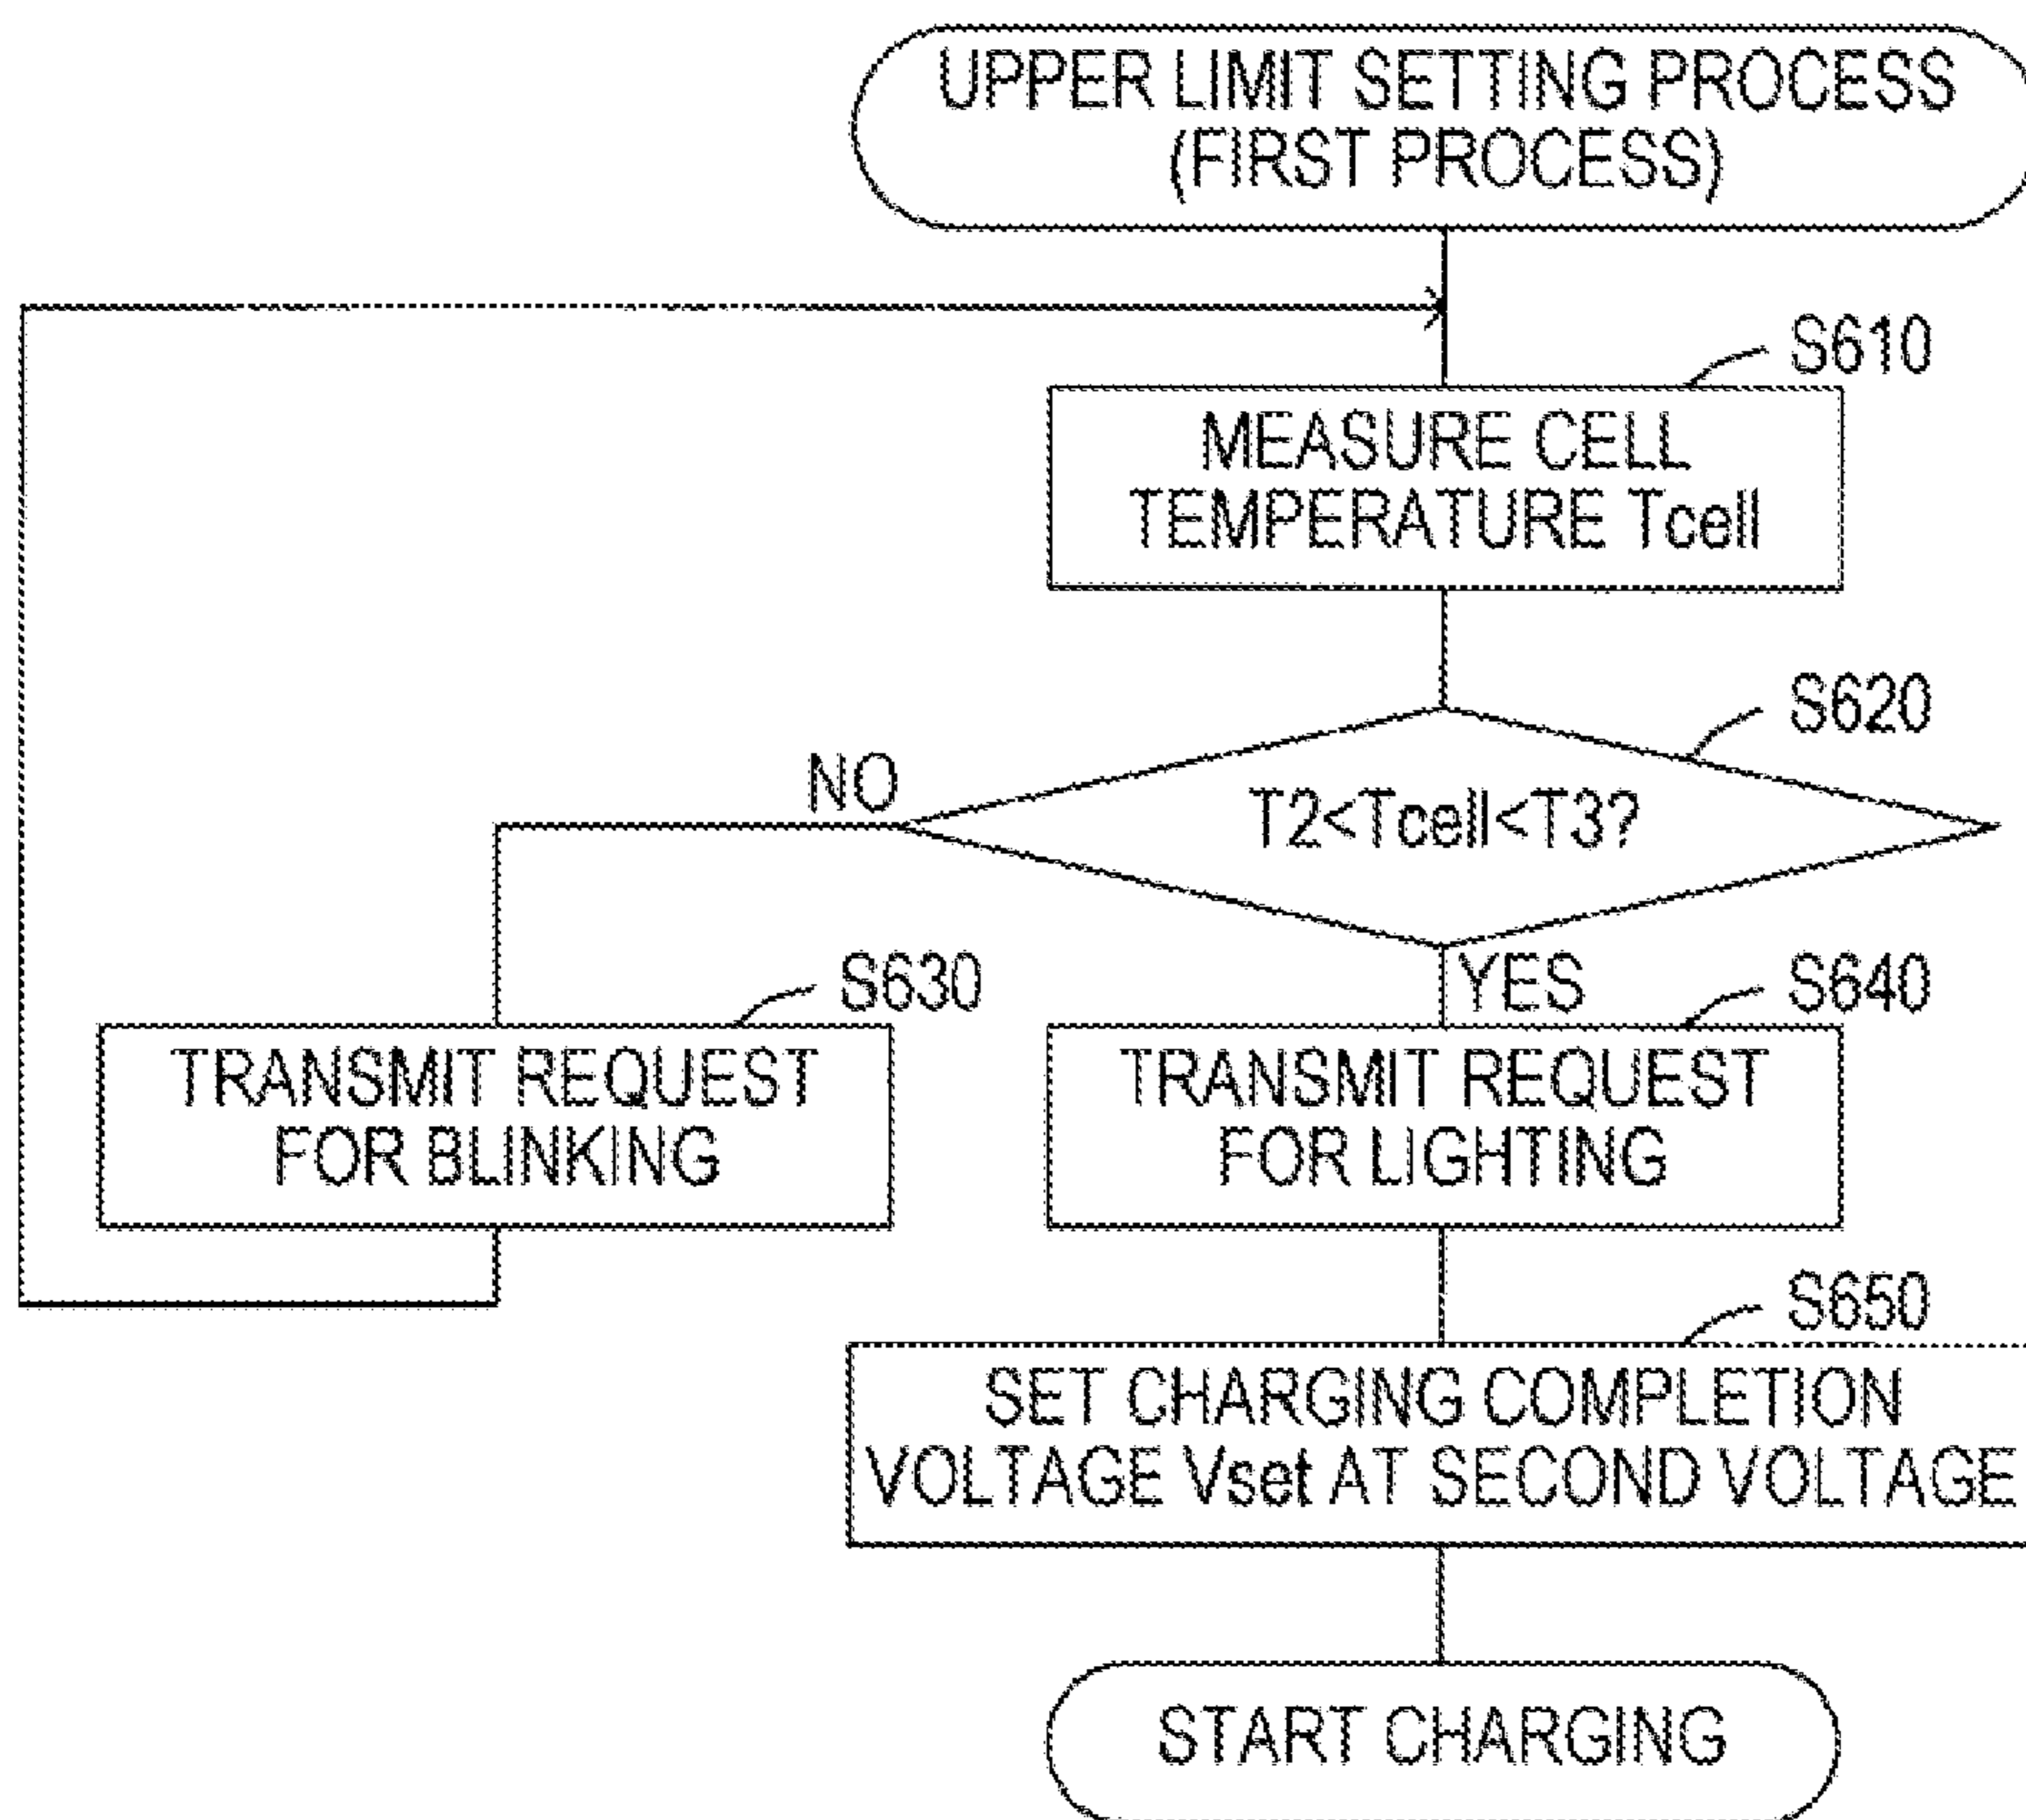 UPPER LIMIT SETTING PROCESS
(FIRST PROCESS)
S610
MEASURE CELL
TEMPERATURE Tcell
S620
NO
T2<Tcell<T3?
YES
S630
TRANSMIT REQUEST
FOR BLINKING
S640
TRANSMIT REQUEST
FOR LIGHTING
S650
SET CHARGING COMPLETION
VOLTAGE Vset AT SECOND VOLTAGE
START CHARGING